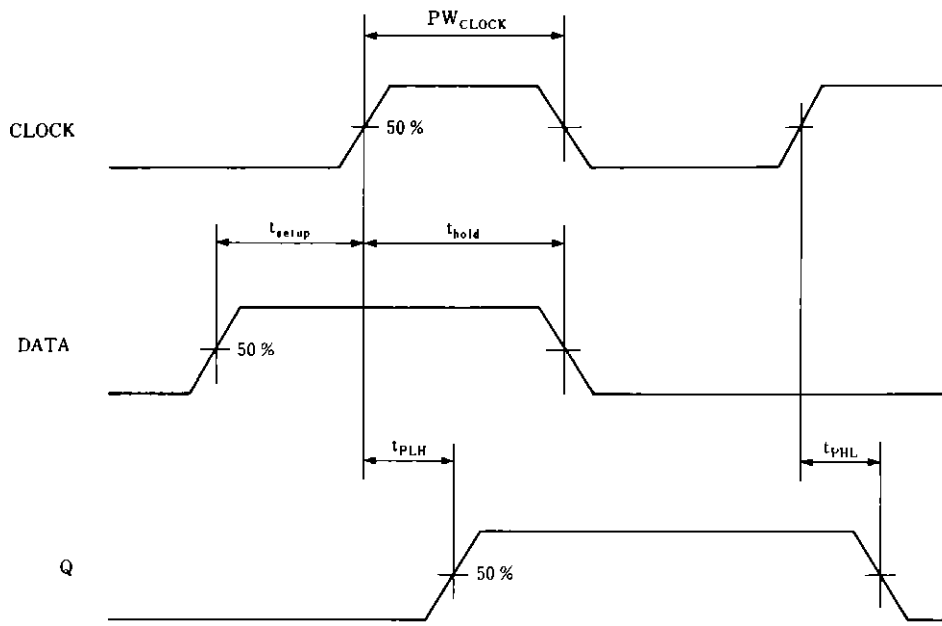 PW_CLOCK
CLOCK
50 %
t_setup
t_hold
DATA
50 %
t_PLH
t_PHL
Q
50 %